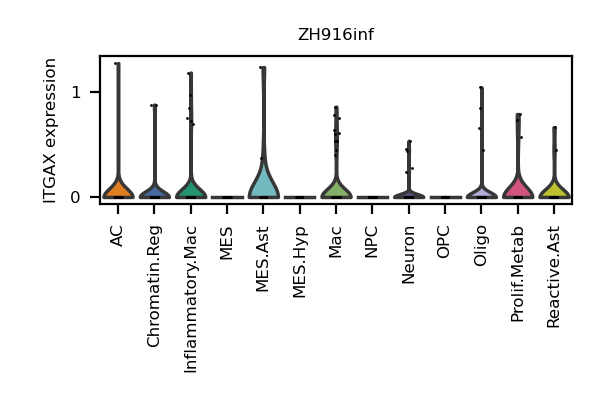 ZH916inf
ITGAX expression
1
0
AC
Chromatin.Reg
Inflammatory.Mac
MES
MES.Ast
MES.Hyp
Mac
NPC
Neuron
OPC
Oligo
Prolif.Metab
Reactive.Ast